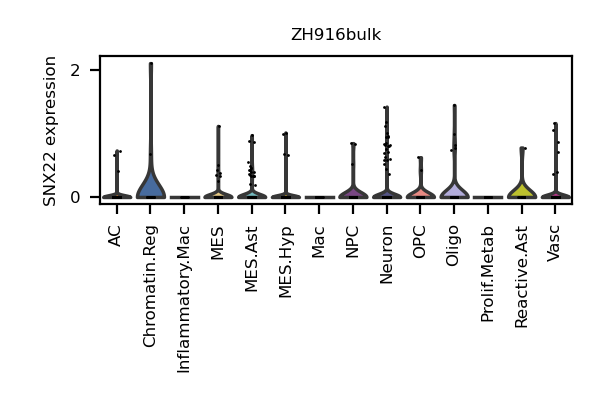 ZH916bulk
SNX22 expression
2
0
AC
Chromatin.Reg
Inflammatory.Mac
MES
MES.Ast
MES.Hyp
Mac
NPC
Neuron
OPC
Oligo
Prolif.Metab
Reactive.Ast
Vasc